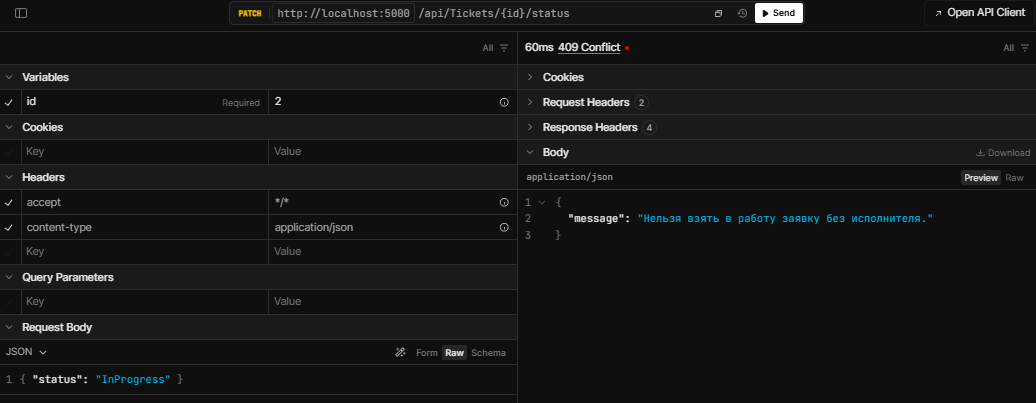 PATCH http://localhost:5000 /api/Tickets/{id}/status Send Open API Client
All
Variables
id Required 2
Cookies
Key Value
Headers
accept */*
content-type application/json
Key Value
Query Parameters
Key Value
Request Body
JSON Form Raw Schema
1 { "status": "InProgress" }
60ms 409 Conflict All
Cookies
Request Headers 2
Response Headers 4
Body Download
application/json Preview Raw
1 {
2 "message": "Нельзя взять в работу заявку без исполнителя."
3 }